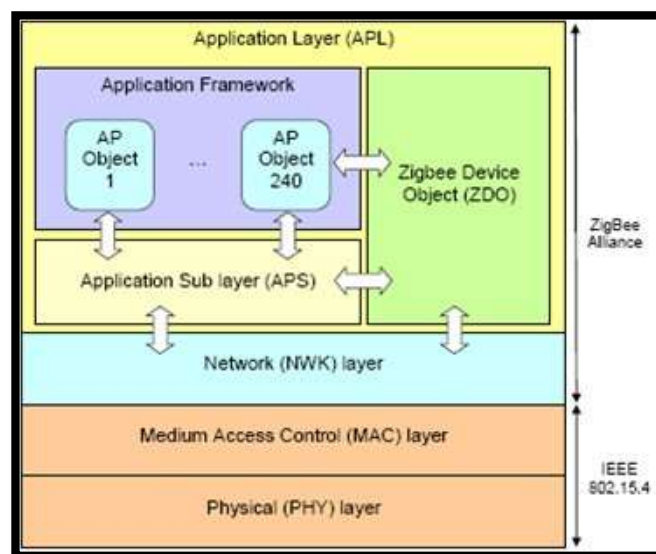 Application Layer (APL)
Application Framework
AP
Object
1
...
AP
Object
240
Zigbee Device
Object (ZDO)
Application Sub layer (APS)
Network (NWK) layer
Medium Access Control (MAC) layer
Physical (PHY) layer
ZigBee
Alliance
IEEE
802.15.4